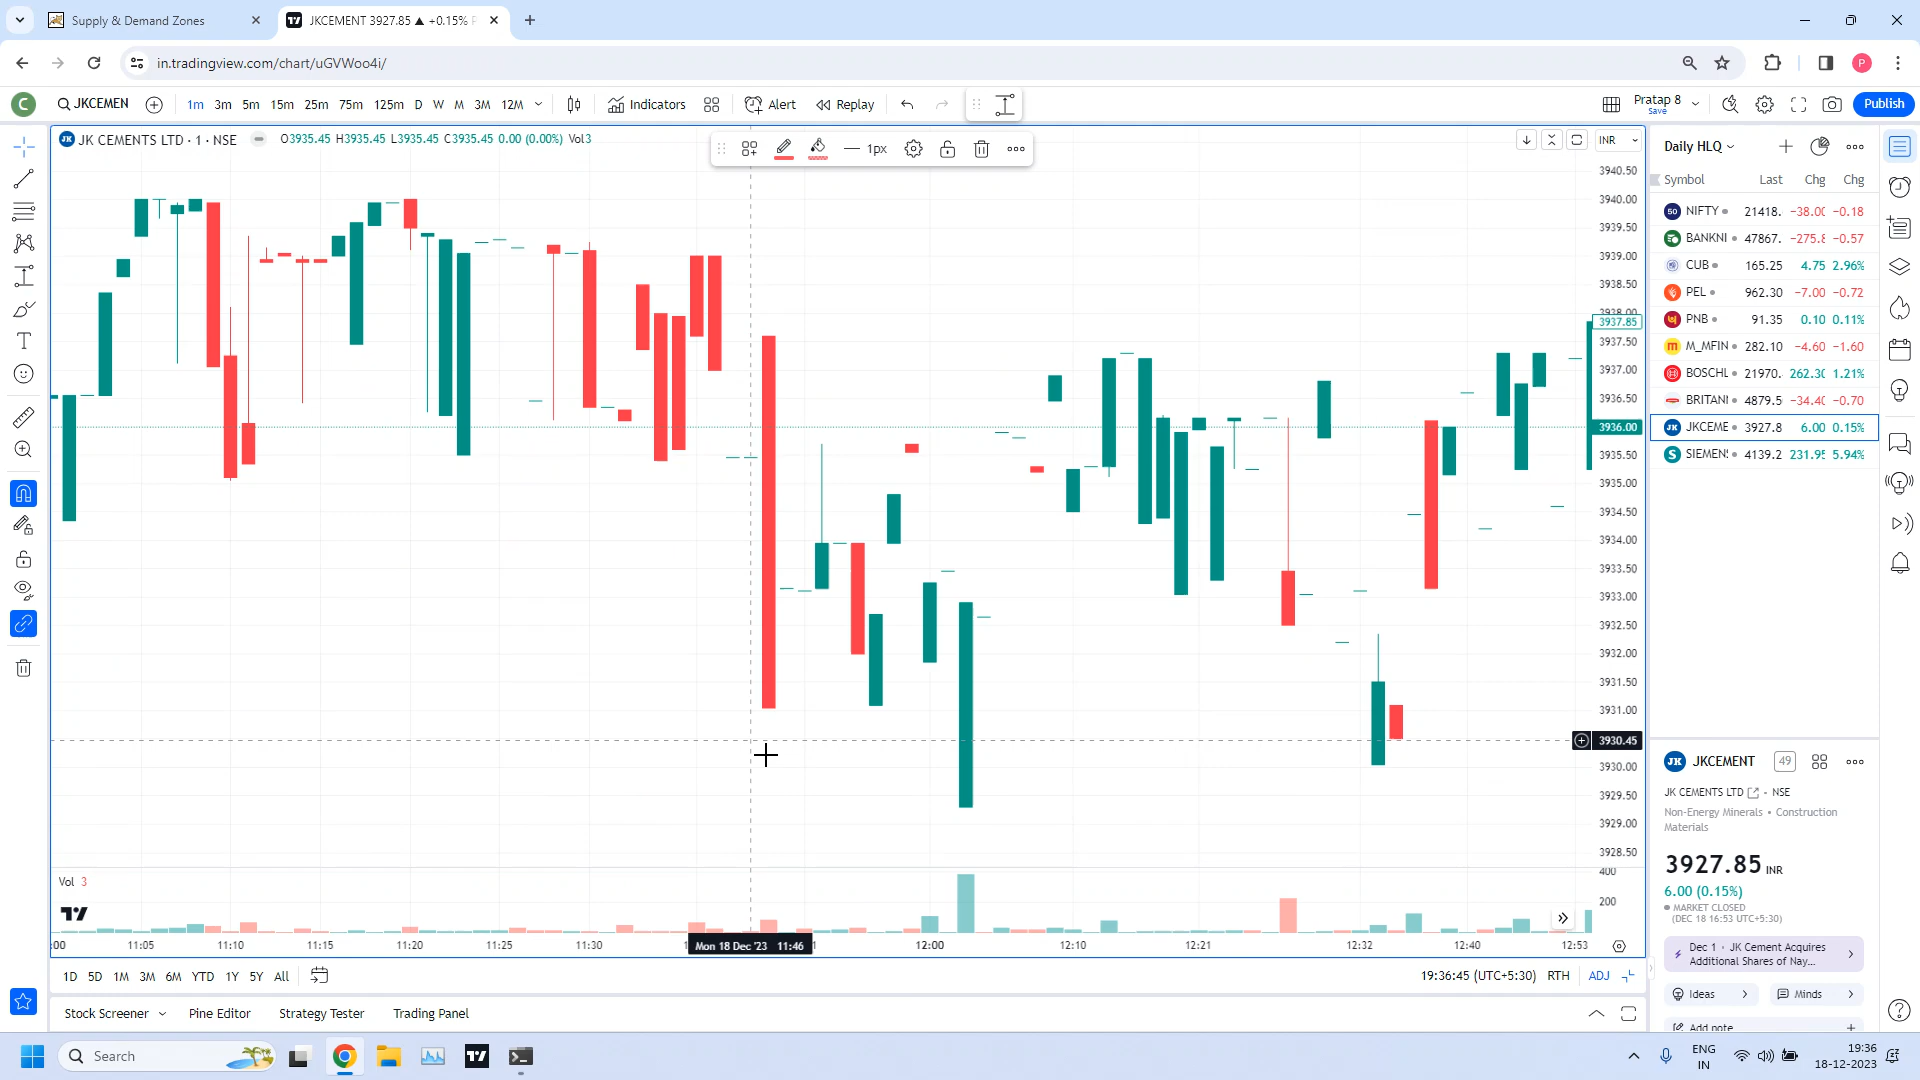 Supply & Demand Zones
JKCEMENT 3927.85 ▲ +0.15% P
in.tradingview.com/chart/uGVWoo4i/
P
C JKCEMEN 1m 3m 5m 15m 25m 75m 125m D W M 3M 12M Indicators Alert Replay Pratap 8 Save Publish
JK CEMENTS LTD · 1 · NSE O3935.45 H3935.45 L3935.45 C3935.45 0.00 (0.00%) Vol3
1px
INR
3940.50
3940.00
3939.50
3939.00
3938.50
3938.00
3937.85
3937.50
3937.00
3936.50
3936.00
3935.50
3935.00
3934.50
3934.00
3933.50
3933.00
3932.50
3932.00
3931.50
3931.00
3930.45
3930.00
3929.50
3929.00
3928.50
Vol 3
400
200
:00 11:05 11:10 11:15 11:20 11:25 11:30 Mon 18 Dec '23 11:46 12:00 12:10 12:21 12:32 12:40 12:53
1D 5D 1M 3M 6M YTD 1Y 5Y All
19:36:45 (UTC+5:30) RTH ADJ
Stock Screener Pine Editor Strategy Tester Trading Panel
Daily HLQ
Symbol Last Chg Chg
50 NIFTY 21418. −38.00 −0.18
BANKNI 47867. −275.8 −0.57
CUB 165.25 4.75 2.96%
PEL 962.30 −7.00 −0.72
PNB 91.35 0.10 0.11%
m M_MFIN 282.10 −4.60 −1.60
BOSCHL 21970. 262.30 1.21%
BRITANI 4879.5 −34.40 −0.70
JK JKCEME 3927.8 6.00 0.15%
S SIEMENS 4139.2 231.95 5.94%
JK JKCEMENT 49
JK CEMENTS LTD · NSE
Non-Energy Minerals • Construction
Materials
3927.85 INR
6.00 (0.15%)
MARKET CLOSED
(DEC 18 16:53 UTC+5:30)
Dec 1 · JK Cement Acquires
Additional Shares of Nay...
Ideas Minds
Add note
Search
ENG
IN
19:36
18-12-2023